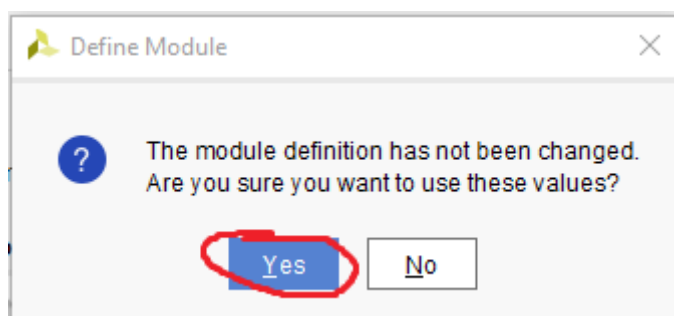 Define Module
The module definition has not been changed.
Are you sure you want to use these values?
Yes No